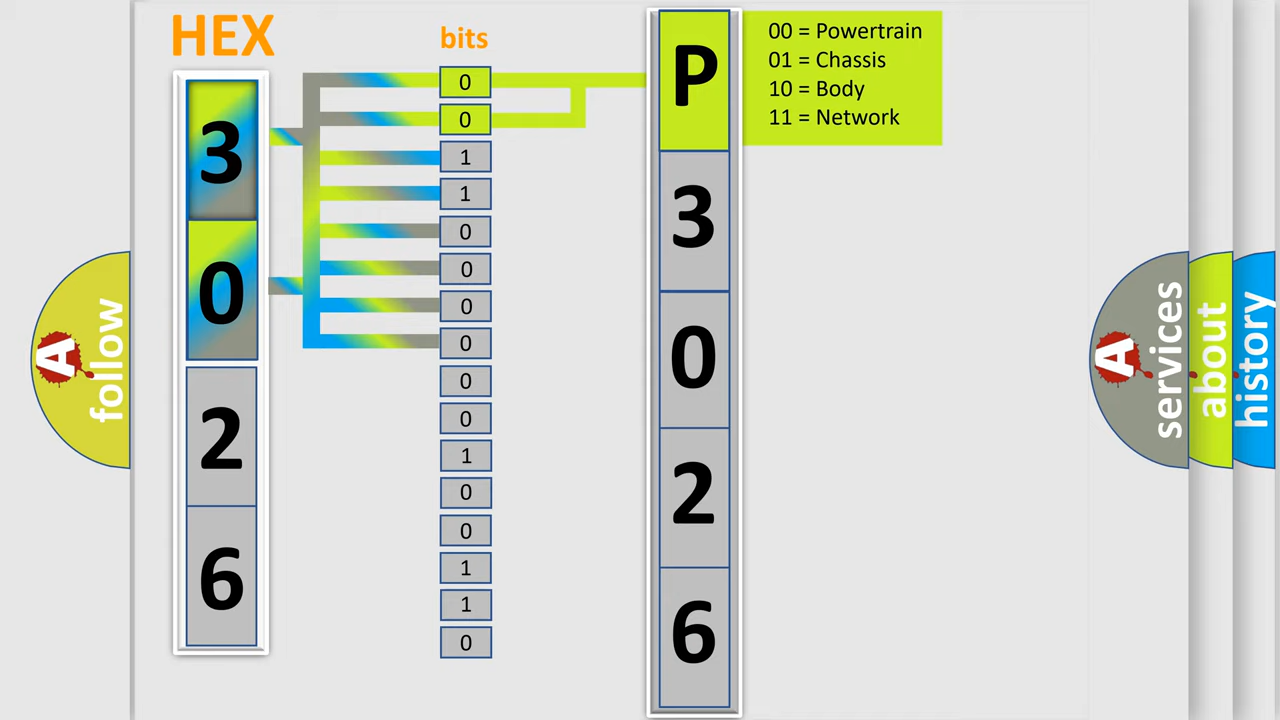 HEX
bits
3
0
2
6
0
0
1
1
0
0
0
0
0
0
1
0
0
1
1
0
P
3
0
2
6
00 = Powertrain
01 = Chassis
10 = Body
11 = Network
A
follow
A
services
about
history